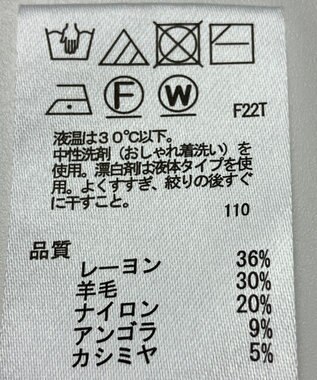 F
W
F22T
液温は30℃以下。
中性洗剤（おしゃれ着洗い）を
使用。漂白剤は液体タイプを使
用。よくすすぎ、絞りの後すぐ
に干すこと。
110
品質
レーヨン 36%
羊毛 30%
ナイロン 20%
アンゴラ 9%
カシミヤ 5%